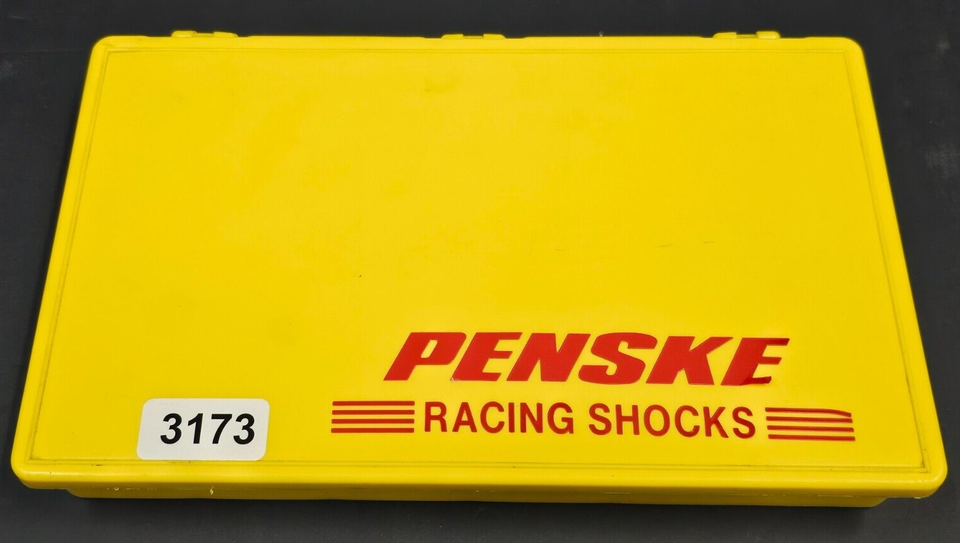 PENSKE
RACING SHOCKS
3173